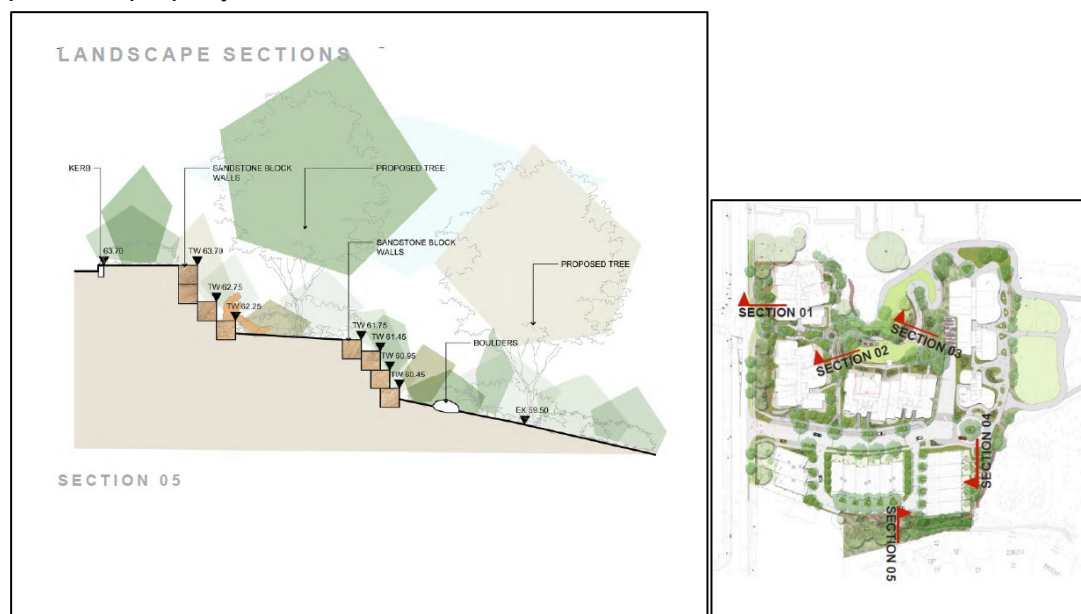 LANDSCAPE SECTIONS
KERB
SANDSTONE BLOCK
WALLS
PROPOSED TREE
63.70
TW 63.70
TW 62.75
TW 62.25
SANDSTONE BLOCK
WALLS
PROPOSED TREE
TW 61.75
TW 61.45
TW 60.95
TW 60.45
BOULDERS
EX 59.50
SECTION 05
SECTION 01
SECTION 02
SECTION 03
SECTION 04
SECTION 05